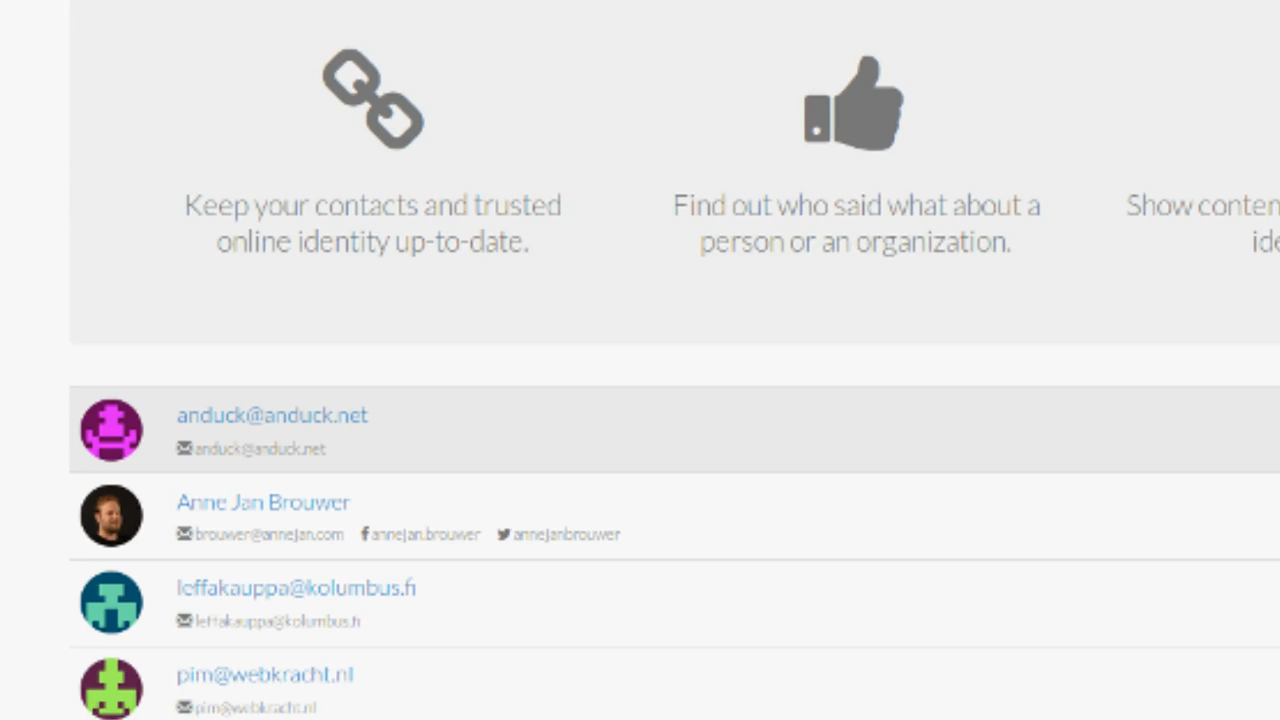 Keep your contacts and trusted
online identity up-to-date.
Find out who said what about a
person or an organization.
Show
anduck@anduck.net
anduck@anduck.net
Anne Jan Brouwer
brouwer@annejan.com annejan.brouwer annejanbrouwer
leffakauppa@kolumbus.fi
leffakauppa@kolumbus.fi
pim@webkracht.nl
pim@webkracht.nl